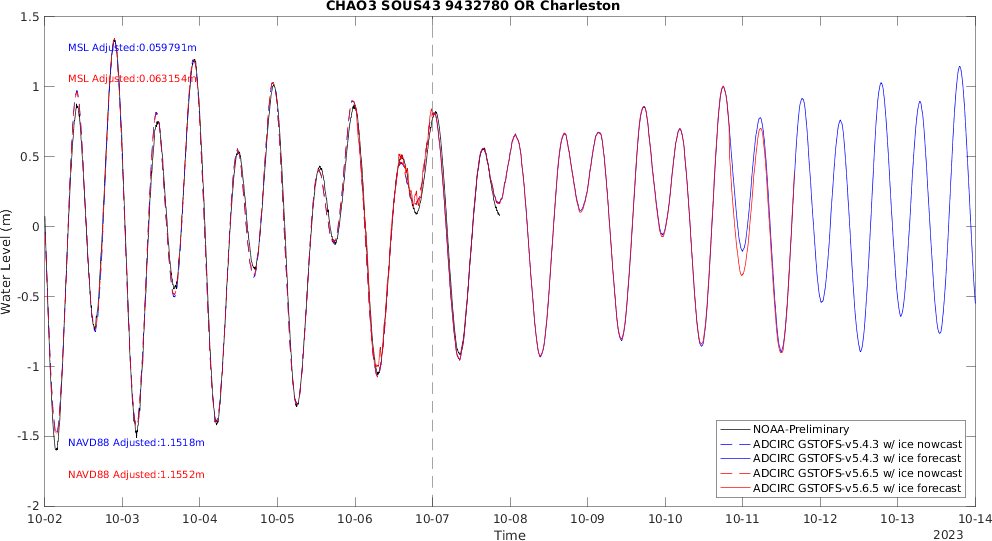 CHAO3 SOUS43 9432780 OR Charleston
1.5
MSL Adjusted:0.059791m
MSL Adjusted:0.063154m
1
0.5
0
-0.5
-1
-1.5
-2
Water Level (m)
NAVD88 Adjusted:1.1518m
NAVD88 Adjusted:1.1552m
NOAA-Preliminary
ADCIRC GSTOFS-v5.4.3 w/ ice nowcast
ADCIRC GSTOFS-v5.4.3 w/ ice forecast
ADCIRC GSTOFS-v5.6.5 w/ ice nowcast
ADCIRC GSTOFS-v5.6.5 w/ ice forecast
10-02 10-03 10-04 10-05 10-06 10-07 10-08 10-09 10-10 10-11 10-12 10-13 10-14
Time
2023